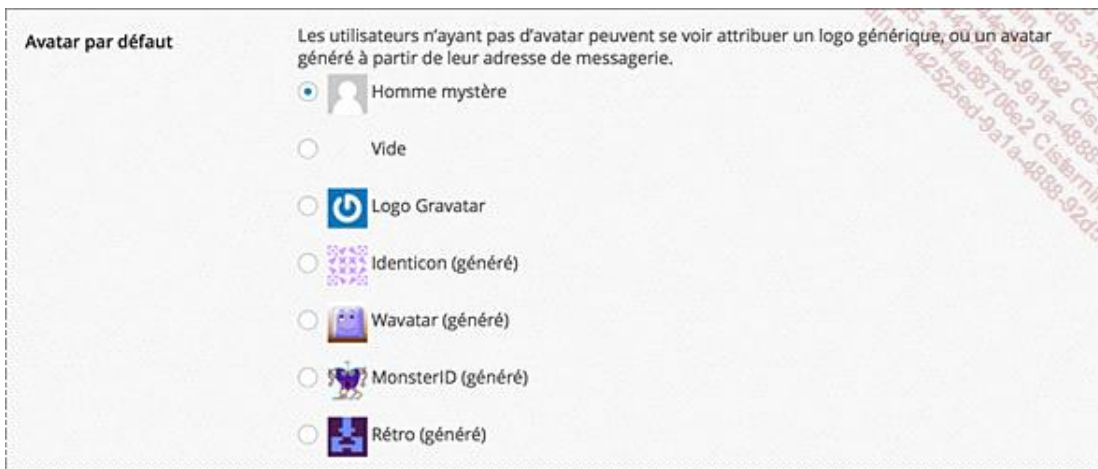 Avatar par défaut
Les utilisateurs n'ayant pas d'avatar peuvent se voir attribuer un logo générique, ou un avatar
généré à partir de leur adresse de messagerie.
Homme mystère
Vide
Logo Gravatar
Identicon (généré)
Wavatar (généré)
MonsterID (généré)
Rétro (généré)